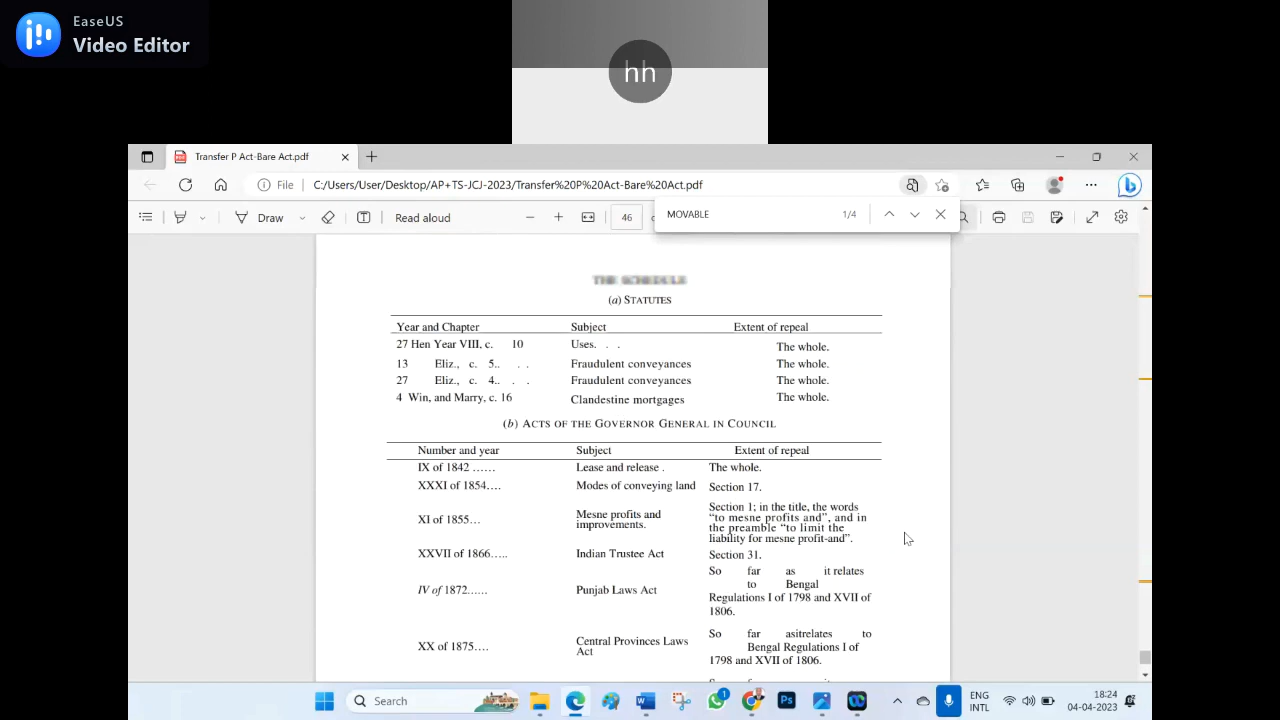 EaseUS
Video Editor
hh
Transfer P Act-Bare Act.pdf
File C:/Users/User/Desktop/AP+TS-JCJ-2023/Transfer%20P%20Act-Bare%20Act.pdf
MOVABLE 1/4
Draw Read aloud 46
(a) STATUTES
Year and Chapter Subject Extent of repeal
27 Hen Year VIII, c. 10 Uses. . . The whole.
13 Eliz., c. 5.. . . Fraudulent conveyances The whole.
27 Eliz., c. 4.. . . Fraudulent conveyances The whole.
4 Win, and Marry, c. 16 Clandestine mortgages The whole.
(b) ACTS OF THE GOVERNOR GENERAL IN COUNCIL
Number and year Subject Extent of repeal
IX of 1842 …… Lease and release . The whole.
XXXI of 1854…. Modes of conveying land Section 17.
XI of 1855… Mesne profits and improvements. Section 1; in the title, the words
“to mesne profits and”, and in
the preamble “to limit the
liability for mesne profit-and”.
XXVII of 1866….. Indian Trustee Act Section 31.
IV of 1872…… Punjab Laws Act So far as it relates
to Bengal
Regulations I of 1798 and XVII of
1806.
XX of 1875…. Central Provinces Laws Act So far asitrelates to
Bengal Regulations I of
1798 and XVII of 1806.
Search
1
ENG
INTL
18:24
04-04-2023